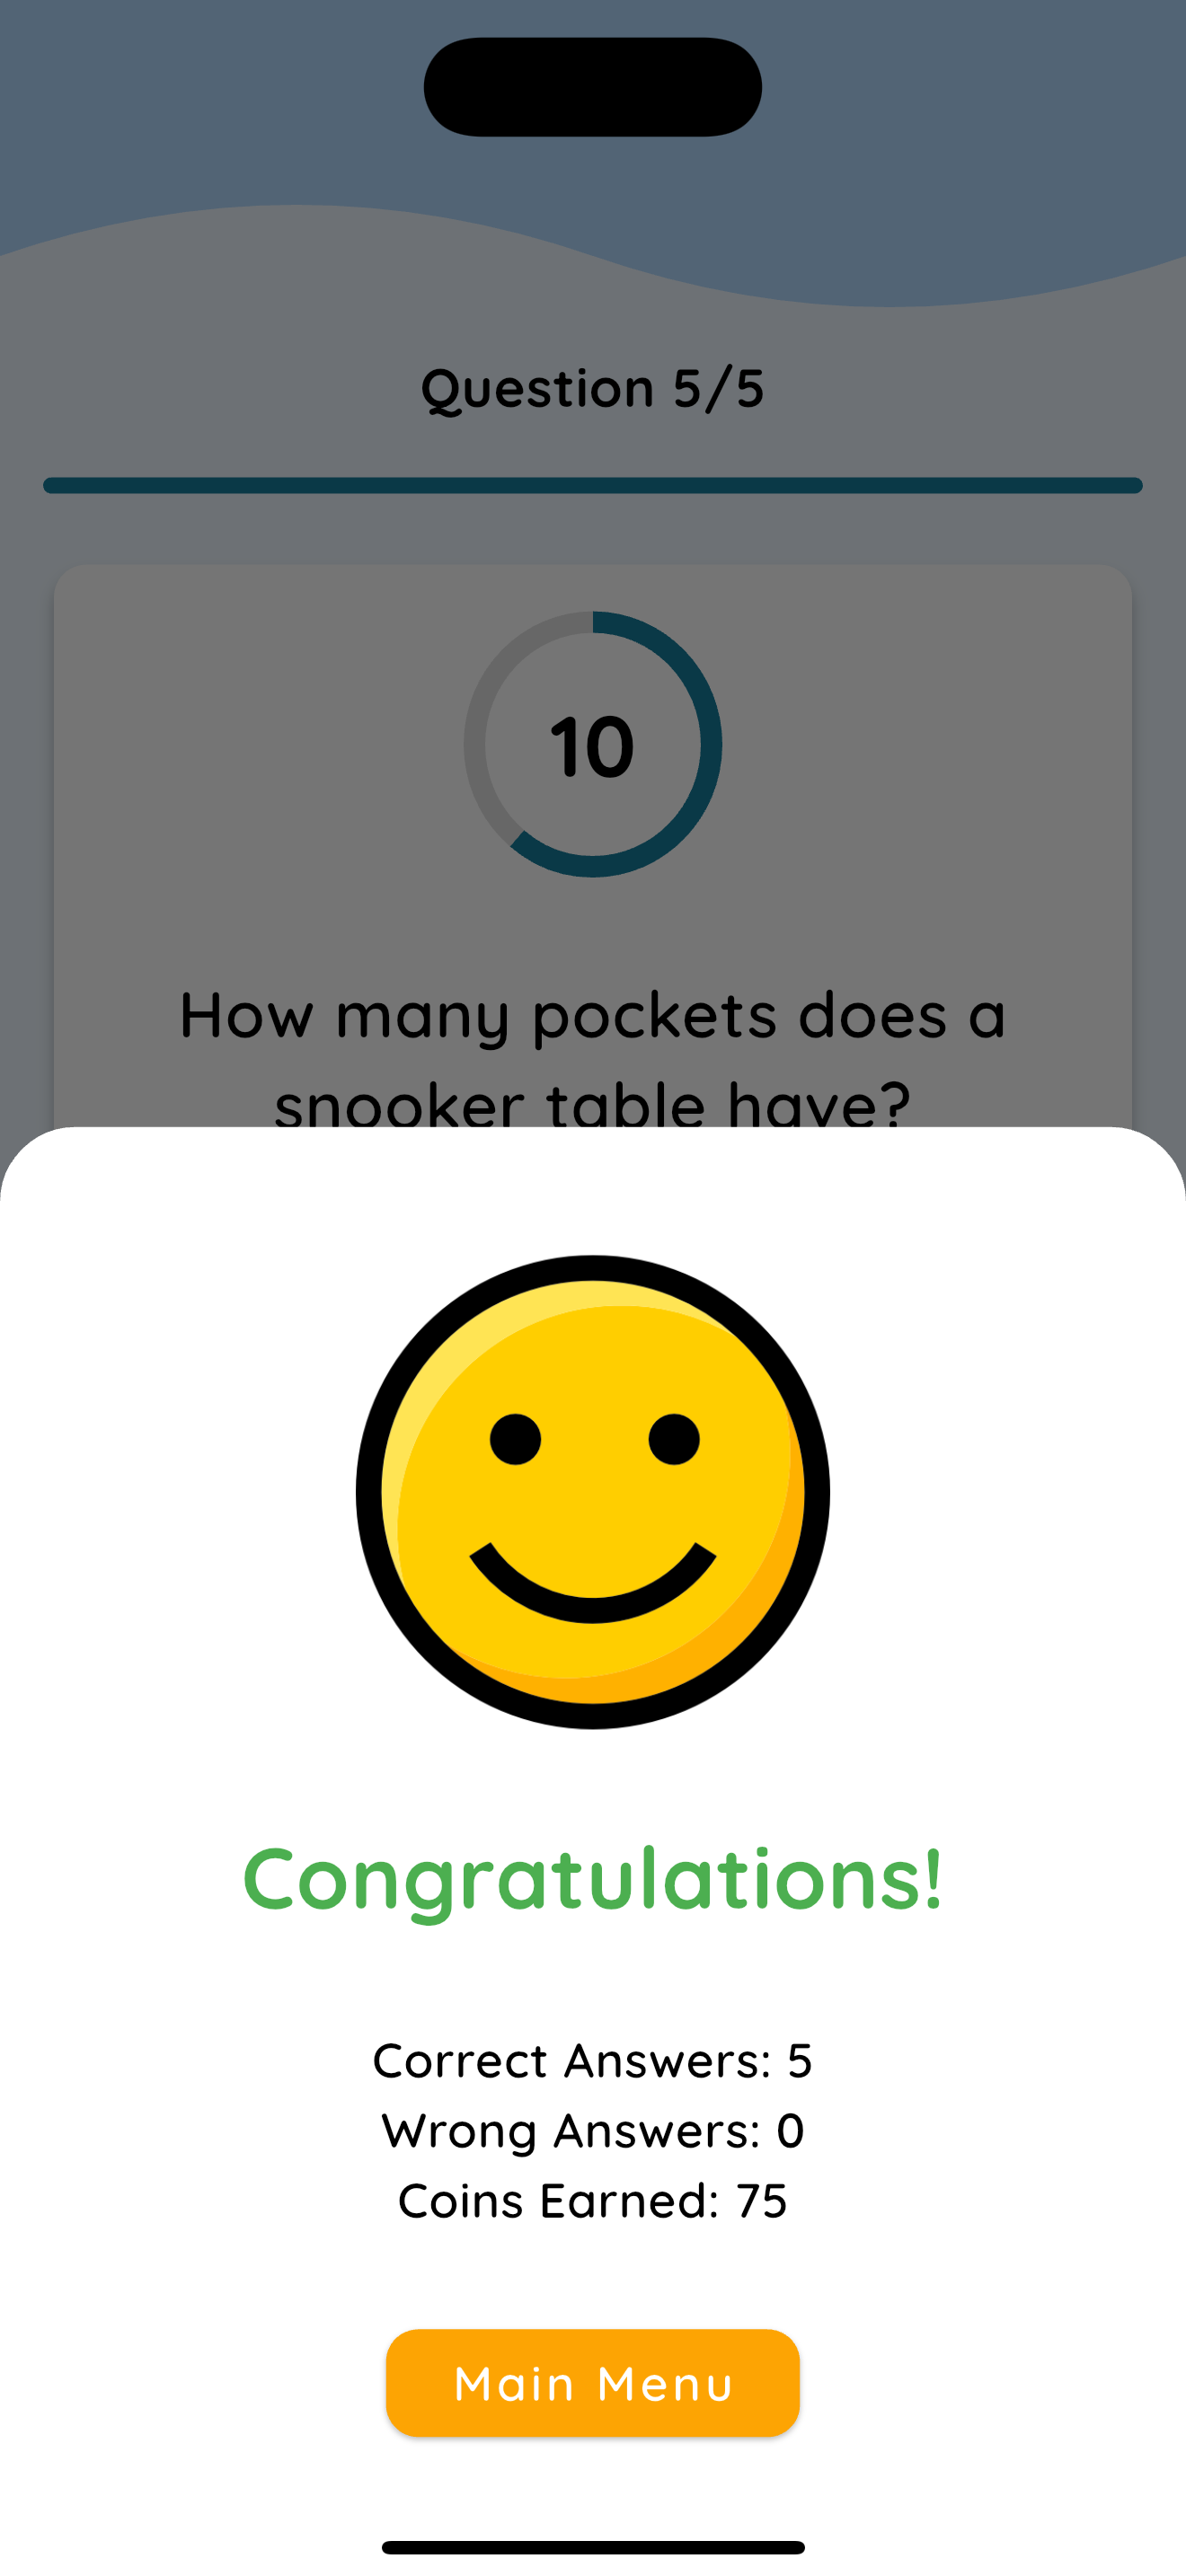 Question 5/5
10
How many pockets does a
snooker table have?
Congratulations!
Correct Answers: 5
Wrong Answers: 0
Coins Earned: 75
Main Menu